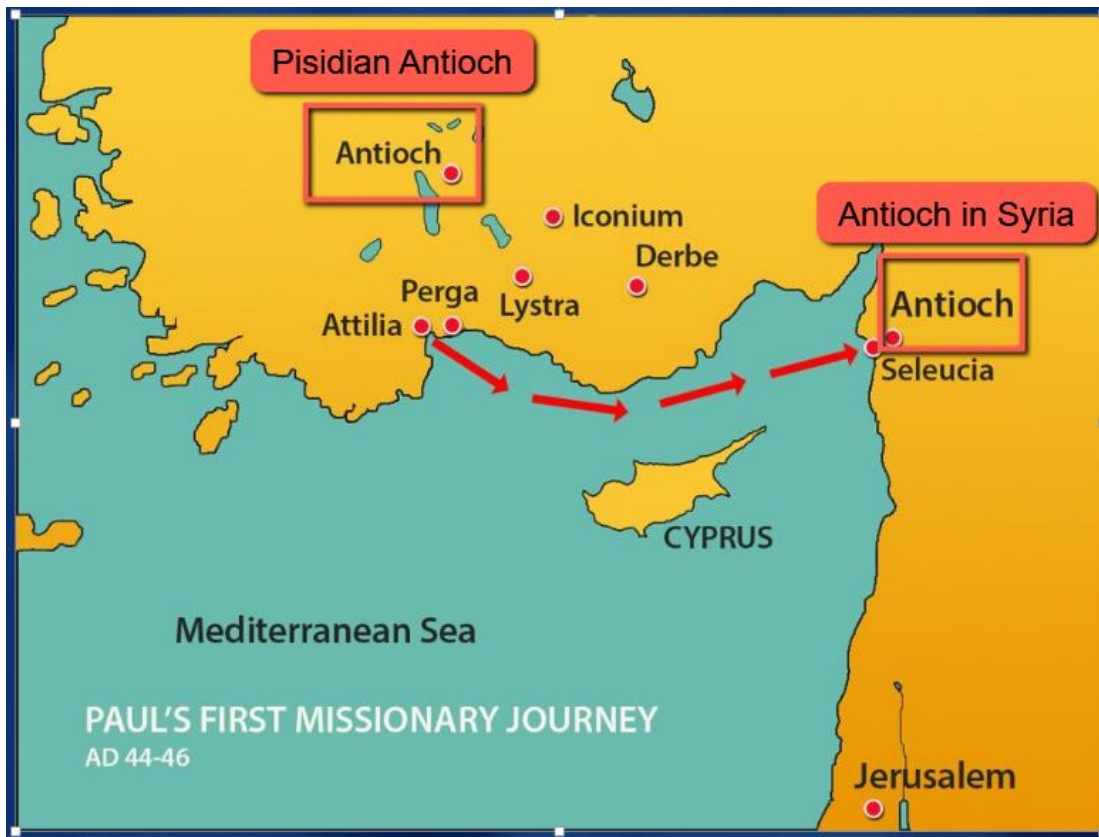 Pisidian Antioch
Antioch
Antioch in Syria
Iconium
Derbe
Antioch
Perga
Lystra
Attilia
Seleucia
CYPRUS
Mediterranean Sea
PAUL'S FIRST MISSIONARY JOURNEY
AD 44-46
Jerusalem